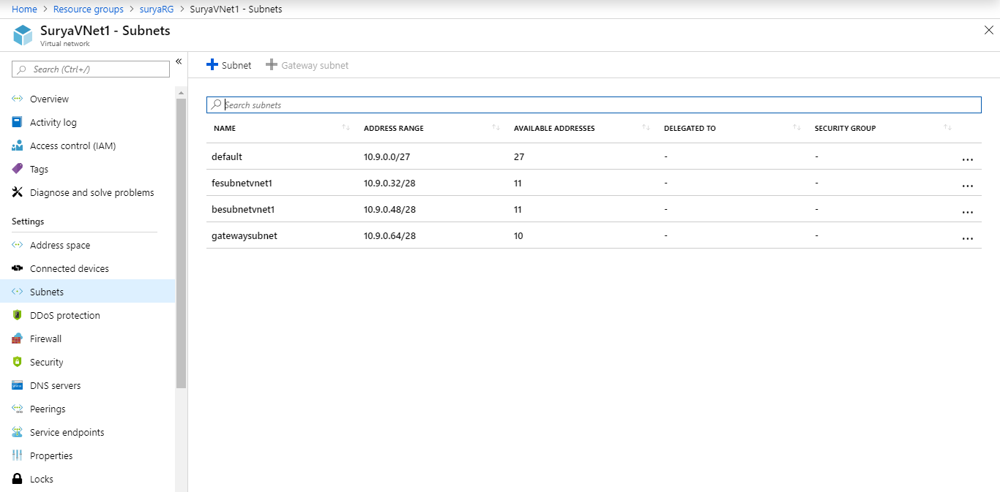 Home > Resource groups > suryaRG > SuryaVNet1 - Subnets
SuryaVNet1 - Subnets
Virtual network
Search (Ctrl+/)
«
Overview
Activity log
Access control (IAM)
Tags
Diagnose and solve problems
Settings
Address space
Connected devices
Subnets
DDoS protection
Firewall
Security
DNS servers
Peerings
Service endpoints
Properties
Locks
+ Subnet + Gateway subnet
Search subnets
NAME ADDRESS RANGE AVAILABLE ADDRESSES DELEGATED TO SECURITY GROUP
default 10.9.0.0/27 27 - - ...
fesubnetvnet1 10.9.0.32/28 11 - - ...
besubnetvnet1 10.9.0.48/28 11 - - ...
gatewaysubnet 10.9.0.64/28 10 - - ...